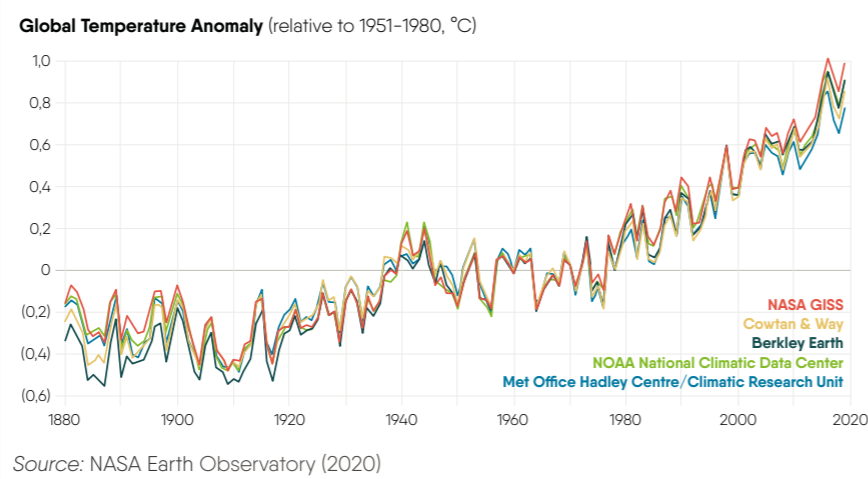 Global Temperature Anomaly (relative to 1951–1980, °C)
1,0
0,8
0,6
0,4
0,2
0
(0,2)
(0,4)
(0,6)
NASA GISS
Cowtan & Way
Berkley Earth
NOAA National Climatic Data Center
Met Office Hadley Centre/Climatic Research Unit
1880 1900 1920 1940 1960 1980 2000 2020
Source: NASA Earth Observatory (2020)